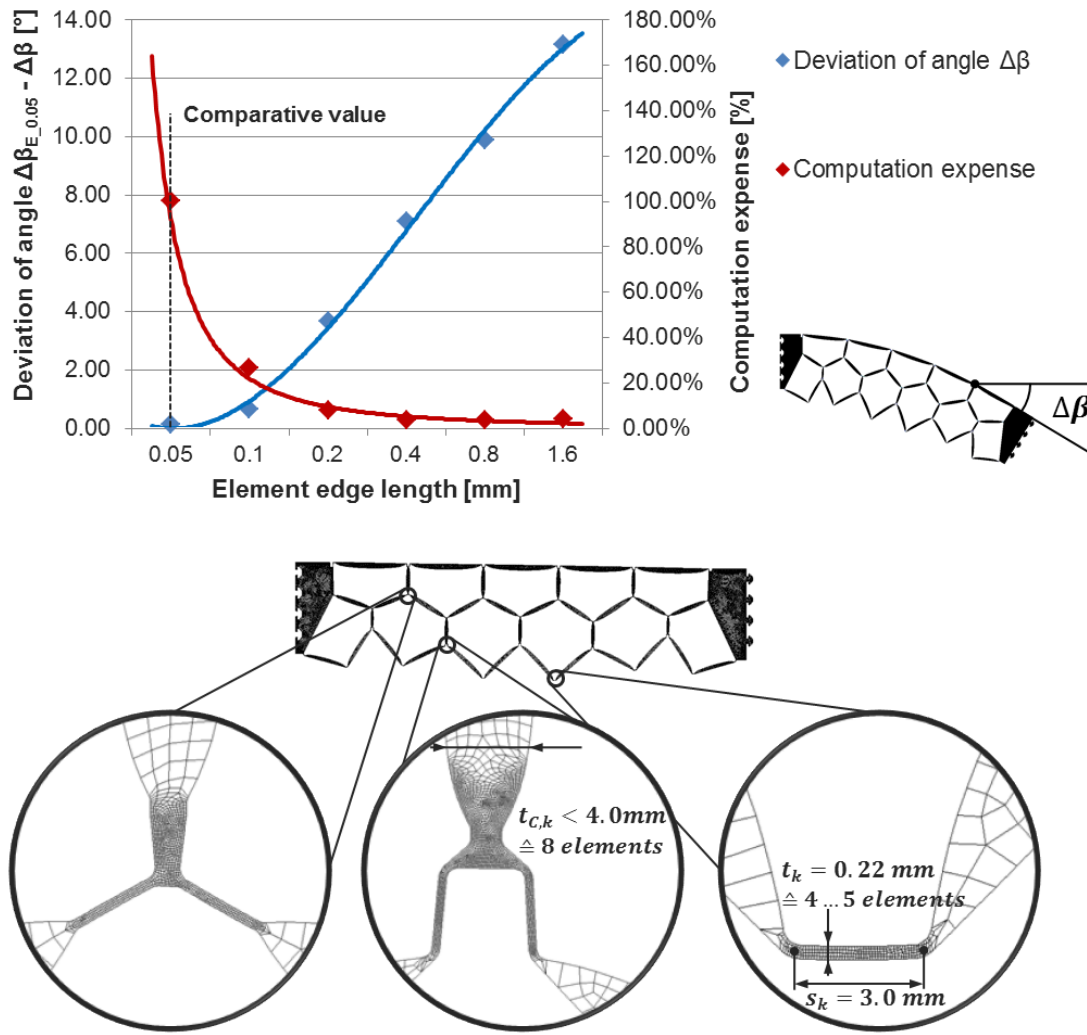 Deviation of angle ΔβE_0.05 - Δβ [°]
14.00
12.00
10.00
8.00
6.00
4.00
2.00
0.00
Comparative value
0.05 0.1 0.2 0.4 0.8 1.6
Element edge length [mm]
180.00%
160.00%
140.00%
120.00%
100.00%
80.00%
60.00%
40.00%
20.00%
0.00%
Computation expense [%]
Deviation of angle Δβ
Computation expense
Δβ
t_C,k < 4.0mm
≙ 8 elements
t_k = 0.22 mm
≙ 4 ... 5 elements
s_k = 3.0 mm